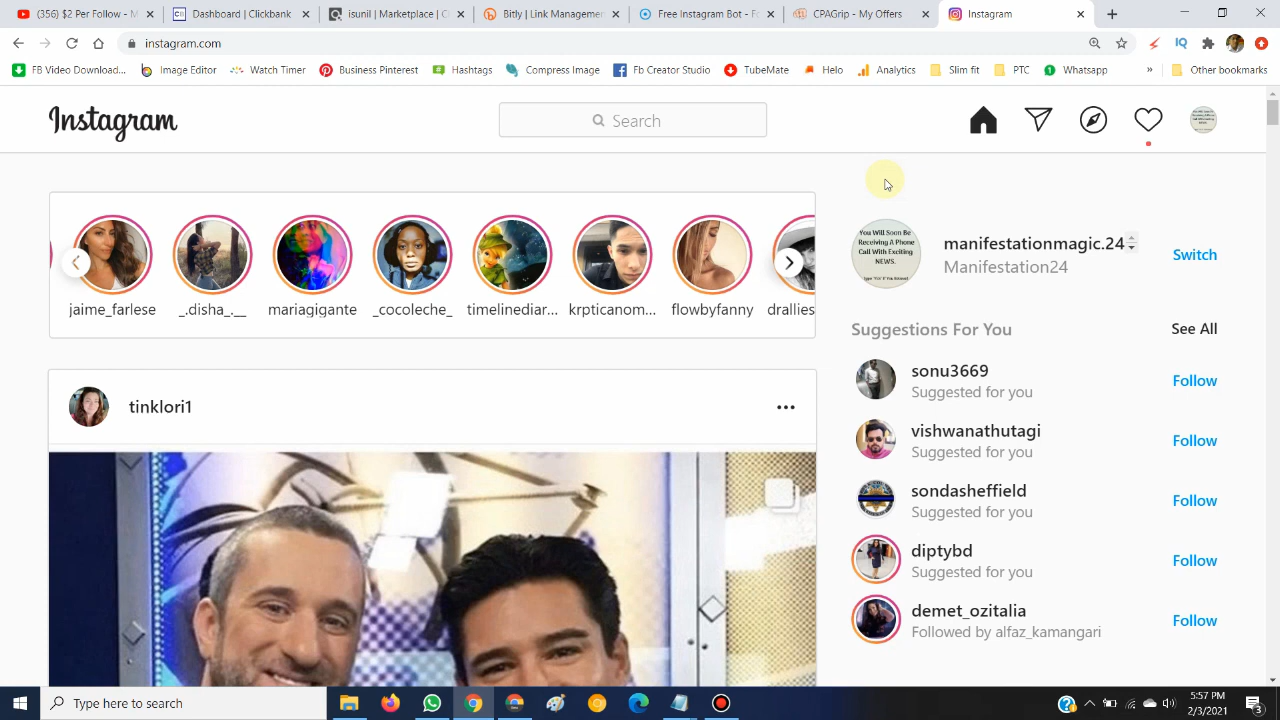 (356) 2 Ways
Dashboard | Clickbank
isunil | Marketplace | C
Bitly | Link Management
Free Instagram - F
CPAGrip - My Offers
Instagram
instagram.com
IQ
FB Video Download...
Image Editor
Watch Timer
Business Pinterest
Hashtags
Compress Image
Fb Creator Studio
TubeMate
Helo
Analytics
Slim fit
PTC
Whatsapp
»
Other bookmarks
Instagram
Search
You Will Soon Be
Receiving A Phone
Call With Exciting
NEWS.
manifestationmagic.24
Manifestation24
Switch
jaime_farlese
_.disha_.__
mariagigante
_cocoleche_
timelinediar...
krpticanom...
flowbyfanny
drallies
Suggestions For You
See All
sonu3669
Suggested for you
Follow
vishwanathutagi
Suggested for you
Follow
sondasheffield
Suggested for you
Follow
diptybd
Suggested for you
Follow
demet_ozitalia
Followed by alfaz_kamangari
Follow
tinklori1
Type here to search
5:57 PM
2/3/2021
3